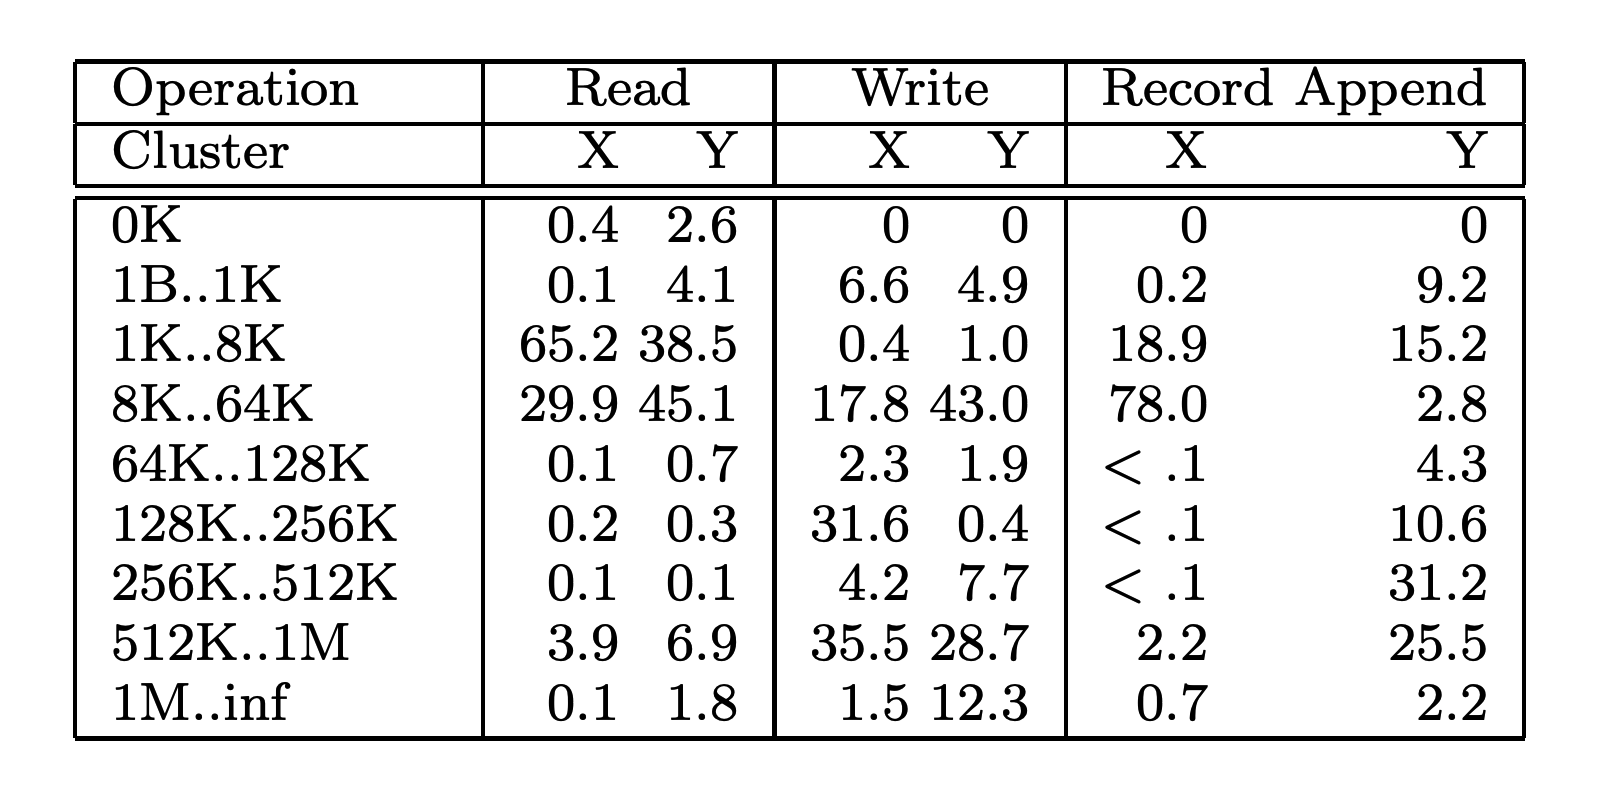 Operation Read Write Record Append
Cluster X Y X Y X Y
0K 0.4 2.6 0 0 0 0
1B..1K 0.1 4.1 6.6 4.9 0.2 9.2
1K..8K 65.2 38.5 0.4 1.0 18.9 15.2
8K..64K 29.9 45.1 17.8 43.0 78.0 2.8
64K..128K 0.1 0.7 2.3 1.9 < .1 4.3
128K..256K 0.2 0.3 31.6 0.4 < .1 10.6
256K..512K 0.1 0.1 4.2 7.7 < .1 31.2
512K..1M 3.9 6.9 35.5 28.7 2.2 25.5
1M..inf 0.1 1.8 1.5 12.3 0.7 2.2